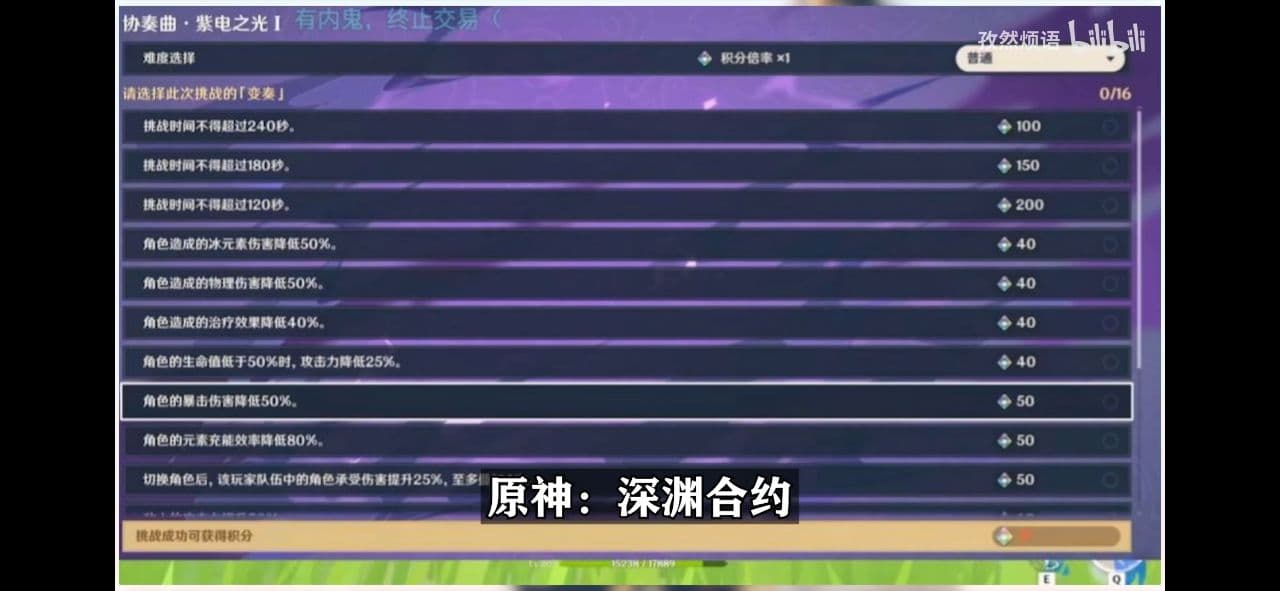 协奏曲·紫电之光 I 有内鬼，终止交易（
孜然烦语 bilibili
难度选择 积分倍率 ×1 普通
请选择此次挑战的「变奏」 0/16
挑战时间不得超过240秒。 100
挑战时间不得超过180秒。 150
挑战时间不得超过120秒。 200
角色造成的冰元素伤害降低50%。 40
角色造成的物理伤害降低50%。 40
角色造成的治疗效果降低40%。 40
角色的生命值低于50%时，攻击力降低25%。 40
角色的暴击伤害降低50%。 50
角色的元素充能效率降低80%。 50
切换角色后，该玩家队伍中的角色承受伤害提升25%，至多 50
原神：深渊合约
挑战成功可获得积分
15238 / 17889
E Q